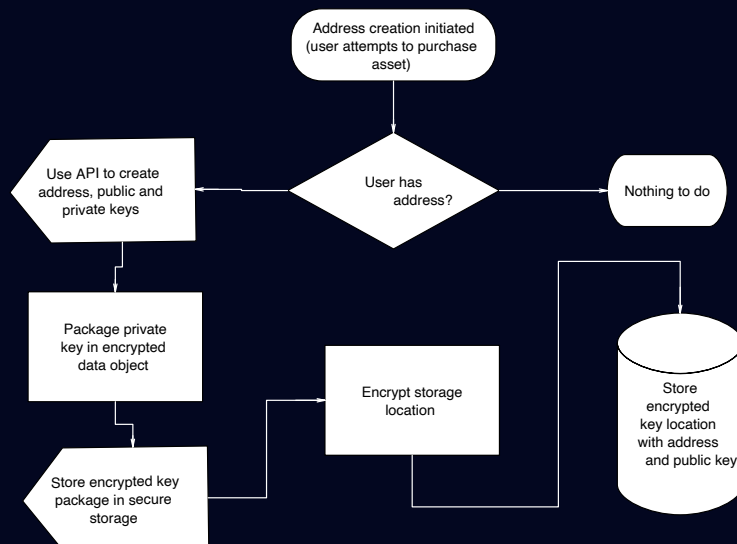 Address creation initiated
(user attempts to purchase
asset)
Use API to create
address, public and
private keys
User has
address?
Nothing to do
Package private
key in encrypted
data object
Encrypt storage
location
Store
encrypted
key location
with address
and public key
Store encrypted key
package in secure
storage